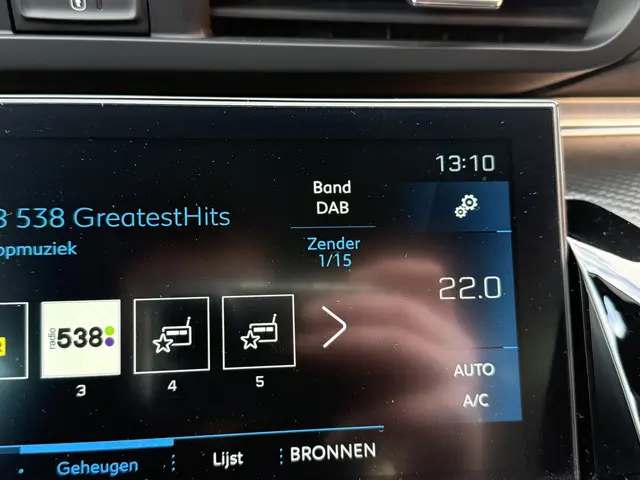 13:10
Band
DAB
8 538 GreatestHits
opmuziek
Zender
1/15
22.0
radio
538
3
4
5
AUTO
A/C
Geheugen
Lijst
BRONNEN